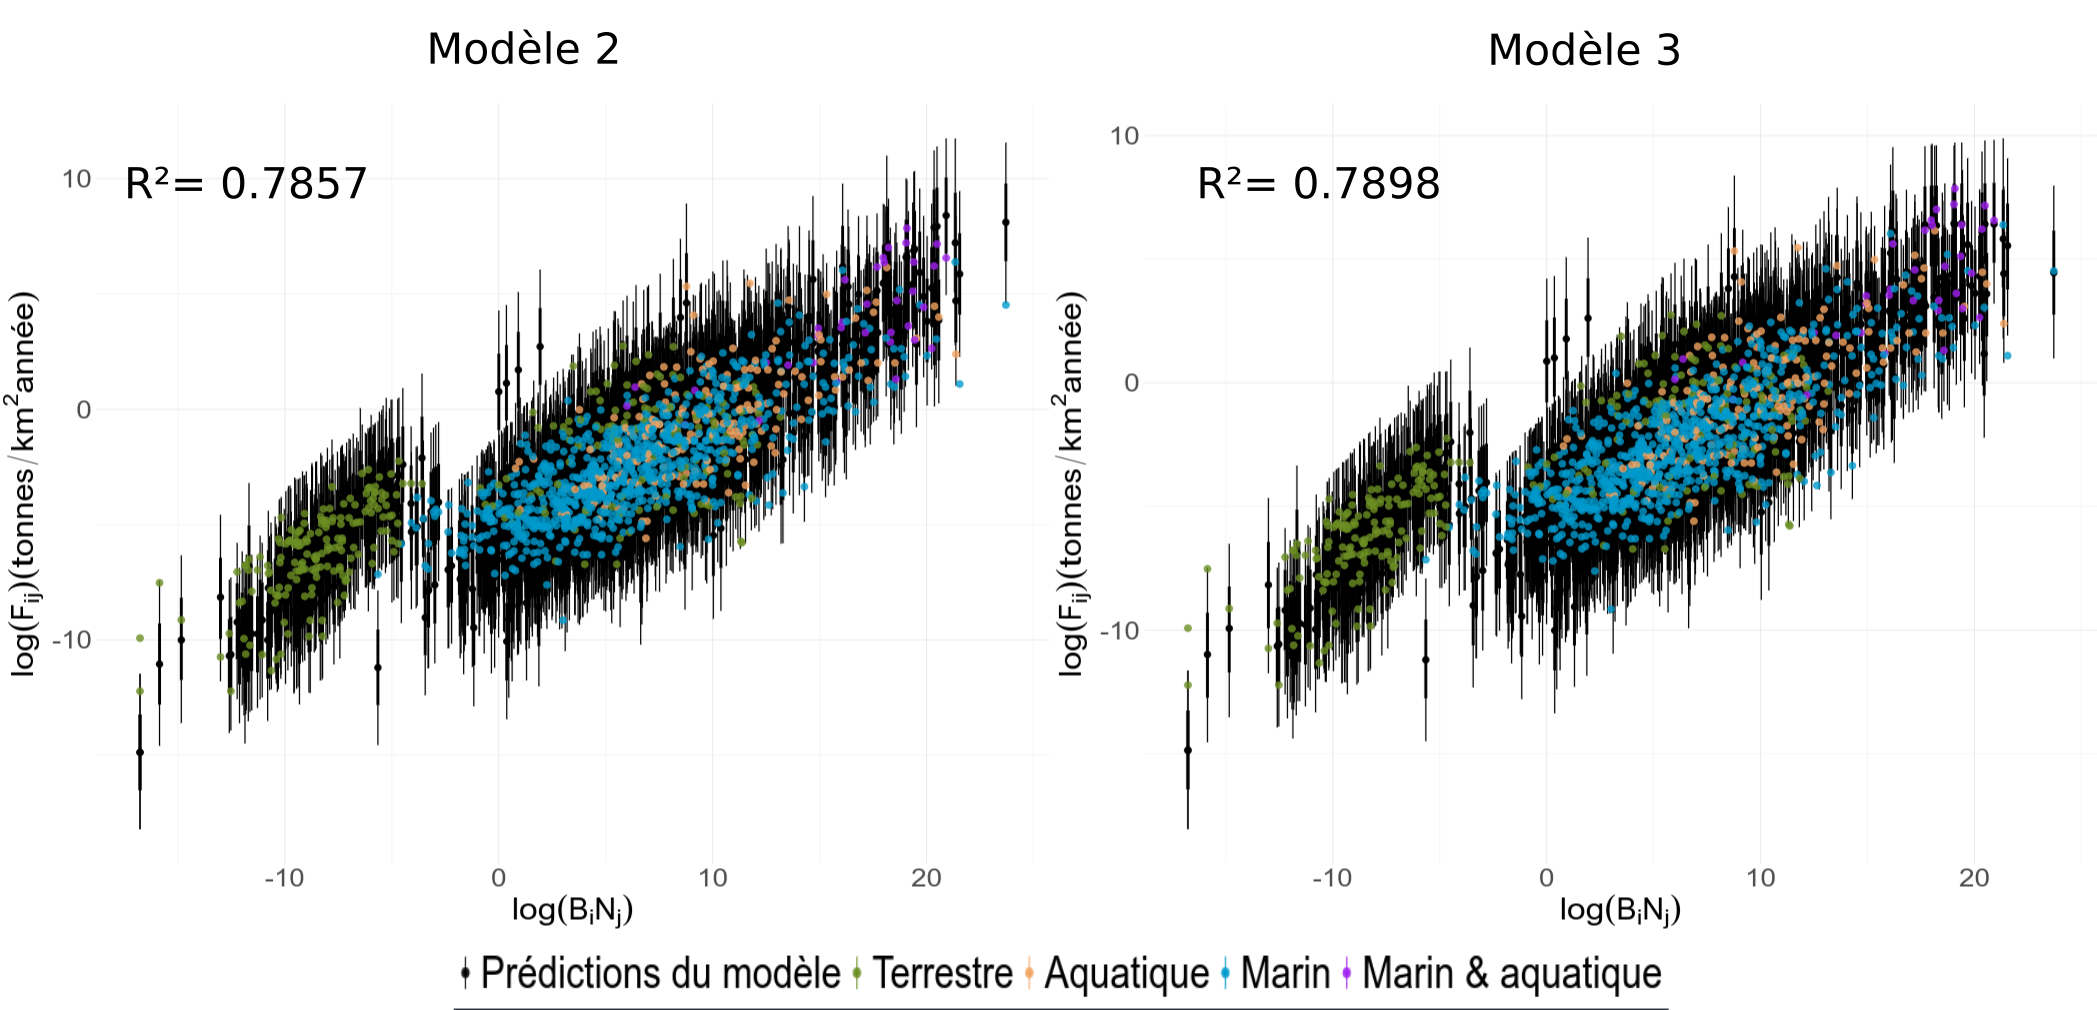 Modèle 2
Modèle 3
R²= 0.7857
R²= 0.7898
10
0
-10
log(Fij)(tonnes/km²année)
-10
0
10
20
log(BiNj)
10
0
-10
log(Fij)(tonnes/km²année)
-10
0
10
20
log(BiNj)
Prédictions du modèle Terrestre Aquatique Marin Marin & aquatique